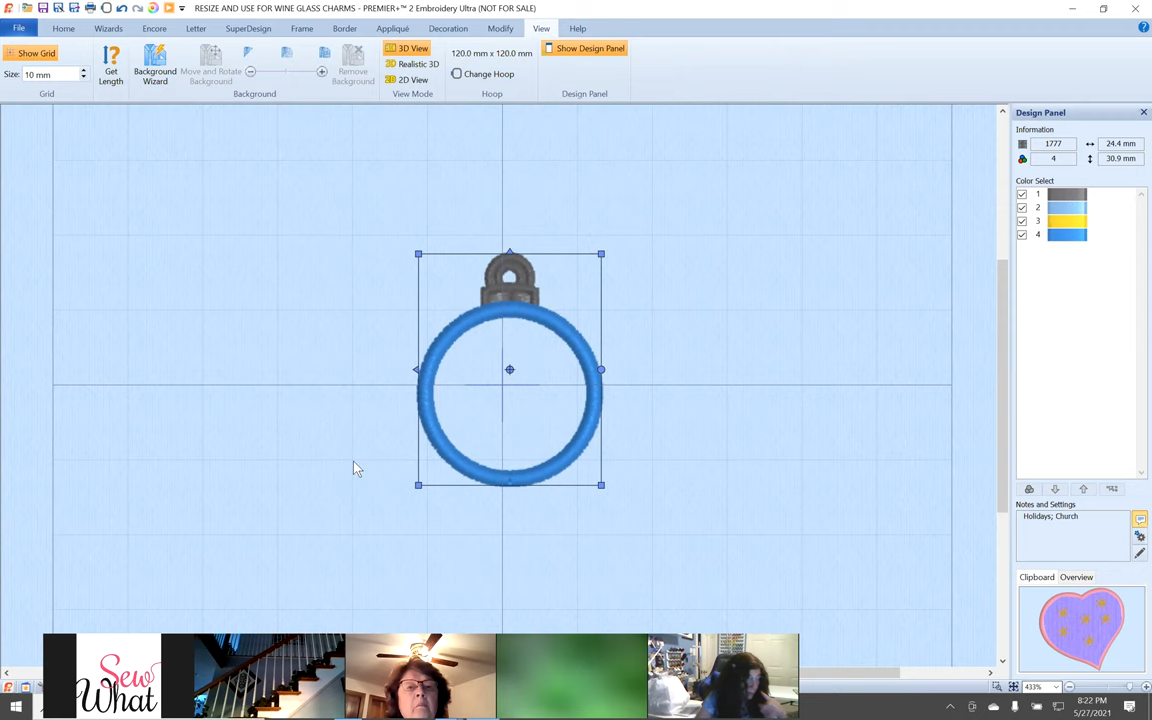 RESIZE AND USE FOR WINE GLASS CHARMS - PREMIER+™ 2 Embroidery Ultra (NOT FOR SALE)
File Home Wizards Encore Letter SuperDesign Frame Border Appliqué Decoration Modify View Help
Show Grid
Size: 10 mm
Grid
Get Length
Background Wizard
Move and Rotate Background
Remove Background
Background
3D View
Realistic 3D
2D View
View Mode
120.0 mm x 120.0 mm
Change Hoop
Hoop
Show Design Panel
Design Panel
Design Panel
Information
1777 24.4 mm
4 30.9 mm
Color Select
1
2
3
4
Notes and Settings
Holidays; Church
Clipboard Overview
433%
Sew What
8:22 PM
5/27/2021